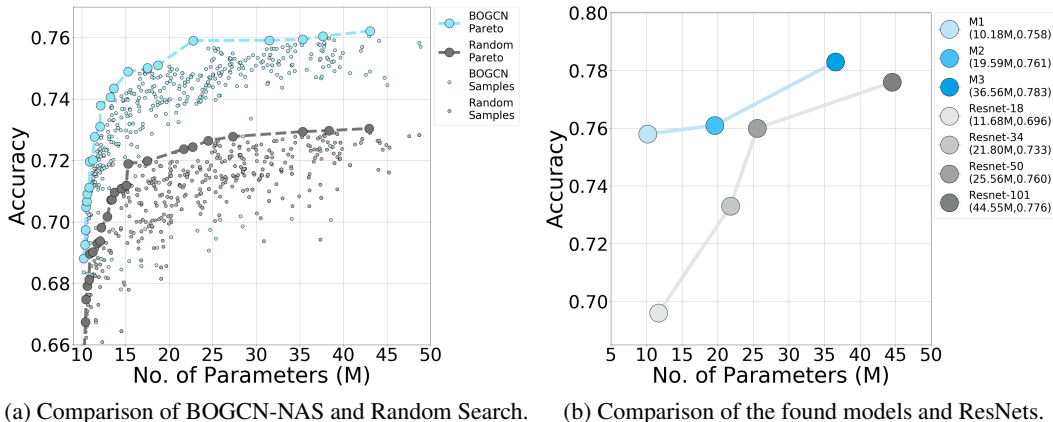 0.76
0.74
0.72
0.70
0.68
0.66
Accuracy
10 15 20 25 30 35 40 45 50
No. of Parameters (M)
BOGCN
Pareto
Random
Pareto
BOGCN
Samples
Random
Samples
(a) Comparison of BOGCN-NAS and Random Search.
0.80
0.78
0.76
0.74
0.72
0.70
Accuracy
5 10 15 20 25 30 35 40 45 50
No. of Parameters (M)
M1
(10.18M,0.758)
M2
(19.59M,0.761)
M3
(36.56M,0.783)
Resnet-18
(11.68M,0.696)
Resnet-34
(21.80M,0.733)
Resnet-50
(25.56M,0.760)
Resnet-101
(44.55M,0.776)
(b) Comparison of the found models and ResNets.